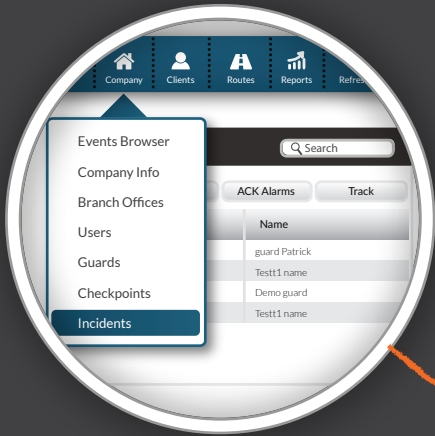 Company Clients Routes Reports Refres
Search
ACK Alarms Track
Name
guard Patrick
Testt1 name
Demo guard
Testt1 name
Events Browser
Company Info
Branch Offices
Users
Guards
Checkpoints
Incidents